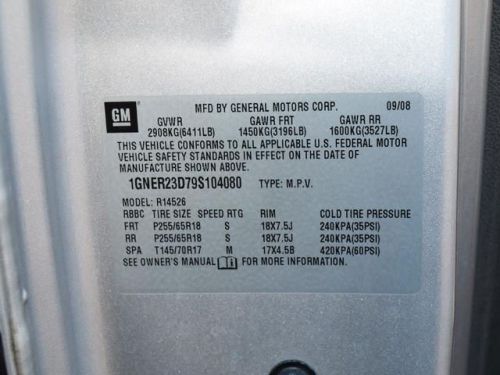 GM
MFD BY GENERAL MOTORS CORP. 09/08
GVWR GAWR FRT GAWR RR
2908KG(6411LB) 1450KG(3196LB) 1600KG(3527LB)
THIS VEHICLE CONFORMS TO ALL APPLICABLE U.S. FEDERAL MOTOR
VEHICLE SAFETY STANDARDS IN EFFECT ON THE DATE OF
MANUFACTURE SHOWN ABOVE.
1GNER23D79S104080 TYPE: M.P.V.
MODEL: R14526
RBBC TIRE SIZE SPEED RTG RIM COLD TIRE PRESSURE
FRT P255/65R18 S 18X7.5J 240KPA(35PSI)
RR P255/65R18 S 18X7.5J 240KPA(35PSI)
SPA T145/70R17 M 17X4.5B 420KPA(60PSI)
SEE OWNER'S MANUAL FOR MORE INFORMATION.